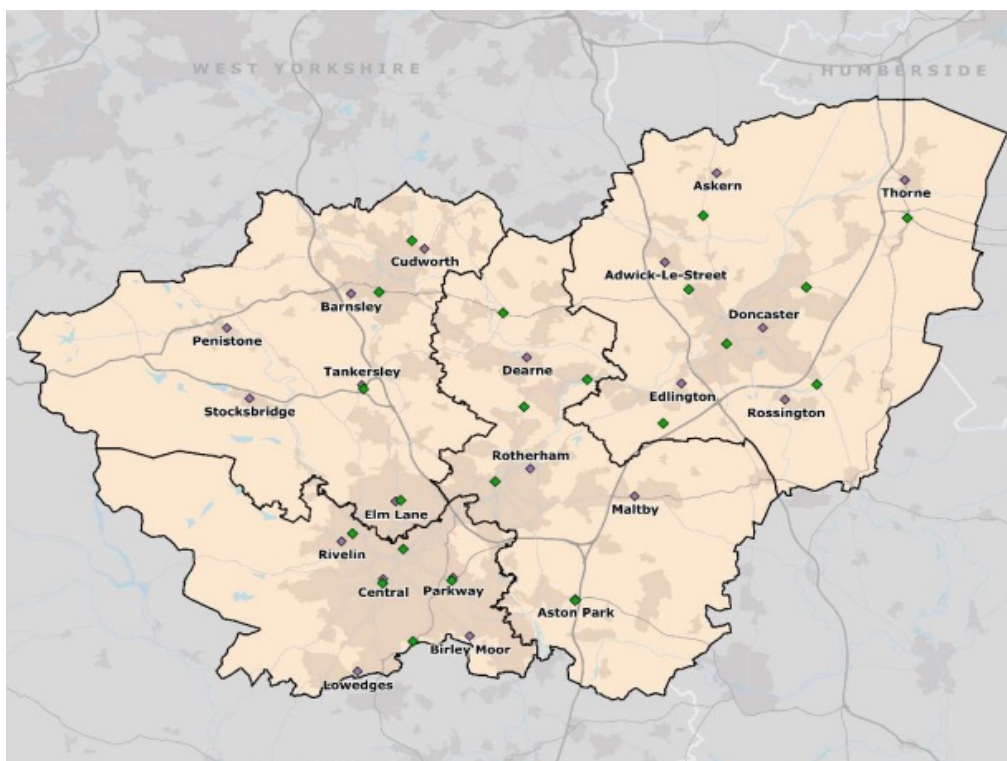 WEST YORKSHIRE
HUMBERSIDE
Askern
Thorne
Cudworth
Adwick-Le-Street
Barnsley
Doncaster
Penistone
Dearne
Tankersley
Edlington
Stocksbridge
Rossington
Rotherham
Maltby
Elm Lane
Rivelin
Central
Parkway
Aston Park
Birley Moor
Lowedges